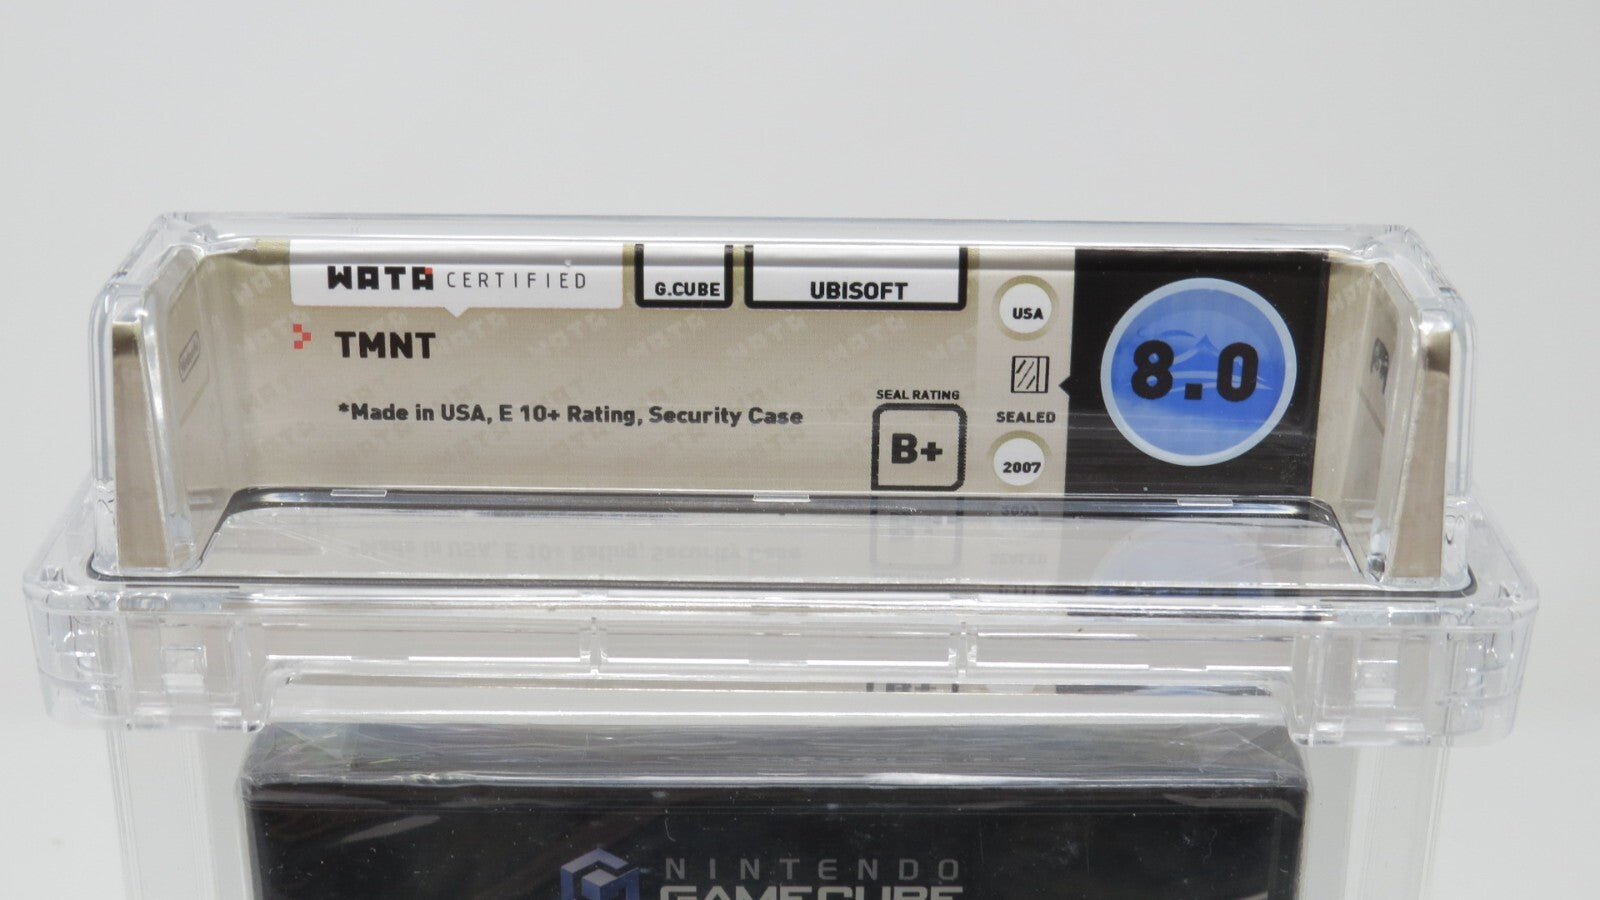 WATA CERTIFIED
G.CUBE
UBISOFT
TMNT
*Made in USA, E 10+ Rating, Security Case
SEAL RATING
B+
USA
SEALED
2007
8.0
NINTENDO
GAMECUBE